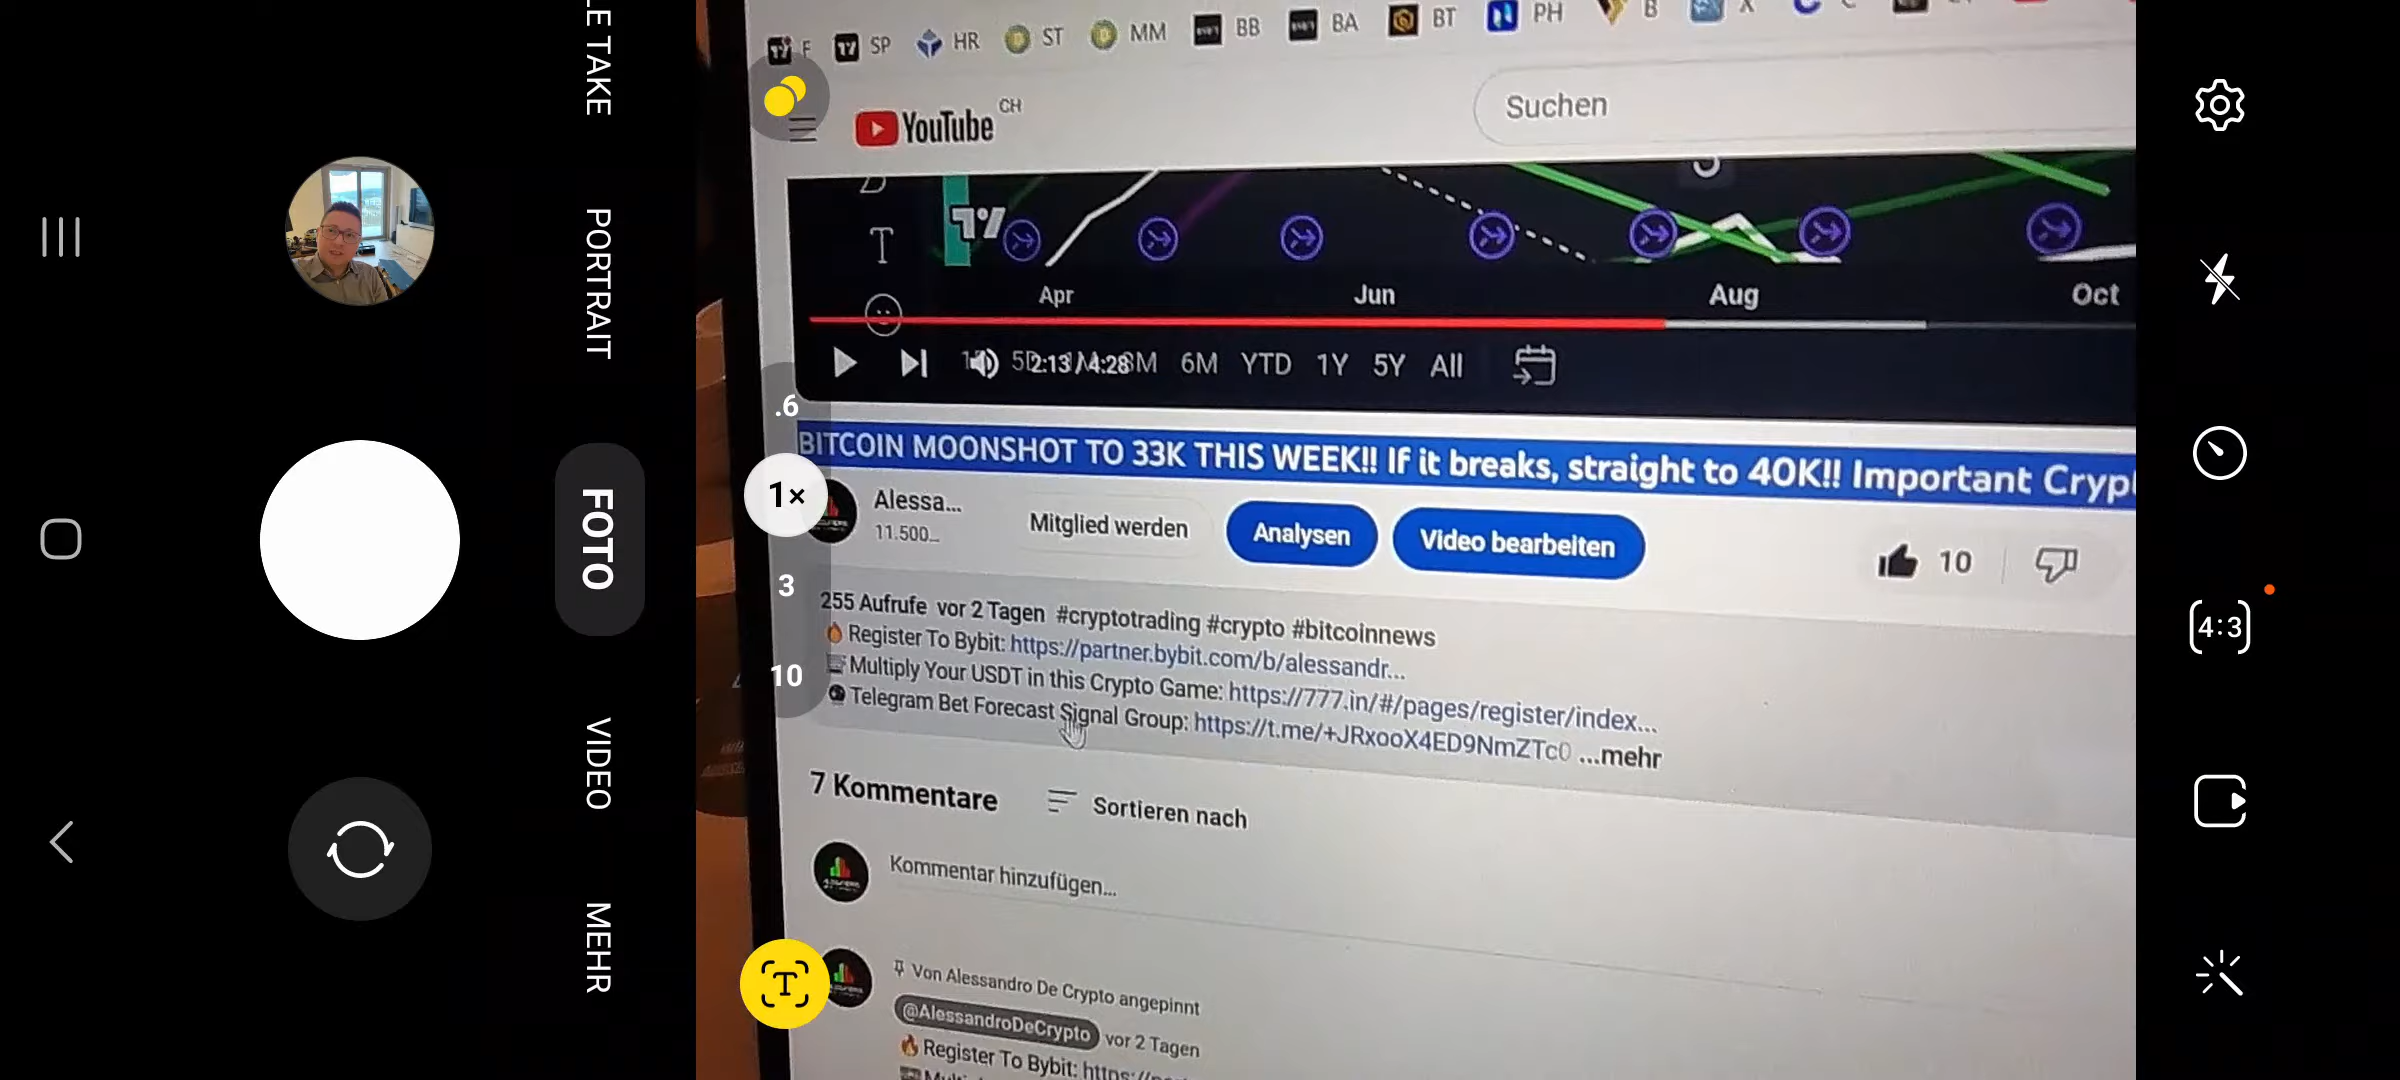 LE TAKE
PORTRAIT
FOTO
VIDEO
MEHR
.6
1×
3
10
4:3
F SP HR ST MM BB BA BT PH B X
YouTube CH
Suchen
T
Apr Jun Aug Oct
2:13 / 4:28 6M YTD 1Y 5Y All
BITCOIN MOONSHOT TO 33K THIS WEEK!! If it breaks, straight to 40K!! Important Cryp
Alessa...
11.500...
Mitglied werden
Analysen
Video bearbeiten
10
255 Aufrufe vor 2 Tagen #cryptotrading #crypto #bitcoinnews
Register To Bybit: https://partner.bybit.com/b/alessandr...
Multiply Your USDT in this Crypto Game: https://777.in/#/pages/register/index...
Telegram Bet Forecast Signal Group: https://t.me/+JRxooX4ED9NmZTc0 ...mehr
7 Kommentare
Sortieren nach
Kommentar hinzufügen...
Von Alessandro De Crypto angepinnt
@AlessandroDeCrypto vor 2 Tagen
Register To Bybit: